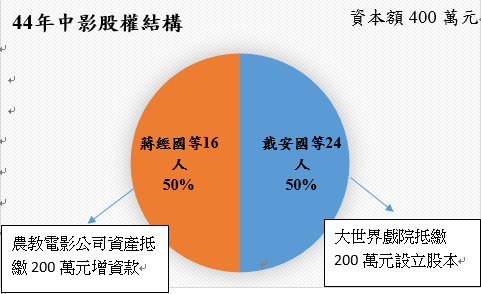 44年中影股權結構
資本額 400 萬元
蔣經國等16
人
50%
戴安國等24
人
50%
農教電影公司資產抵
繳 200 萬元增資款
大世界戲院抵繳
200 萬元設立股本